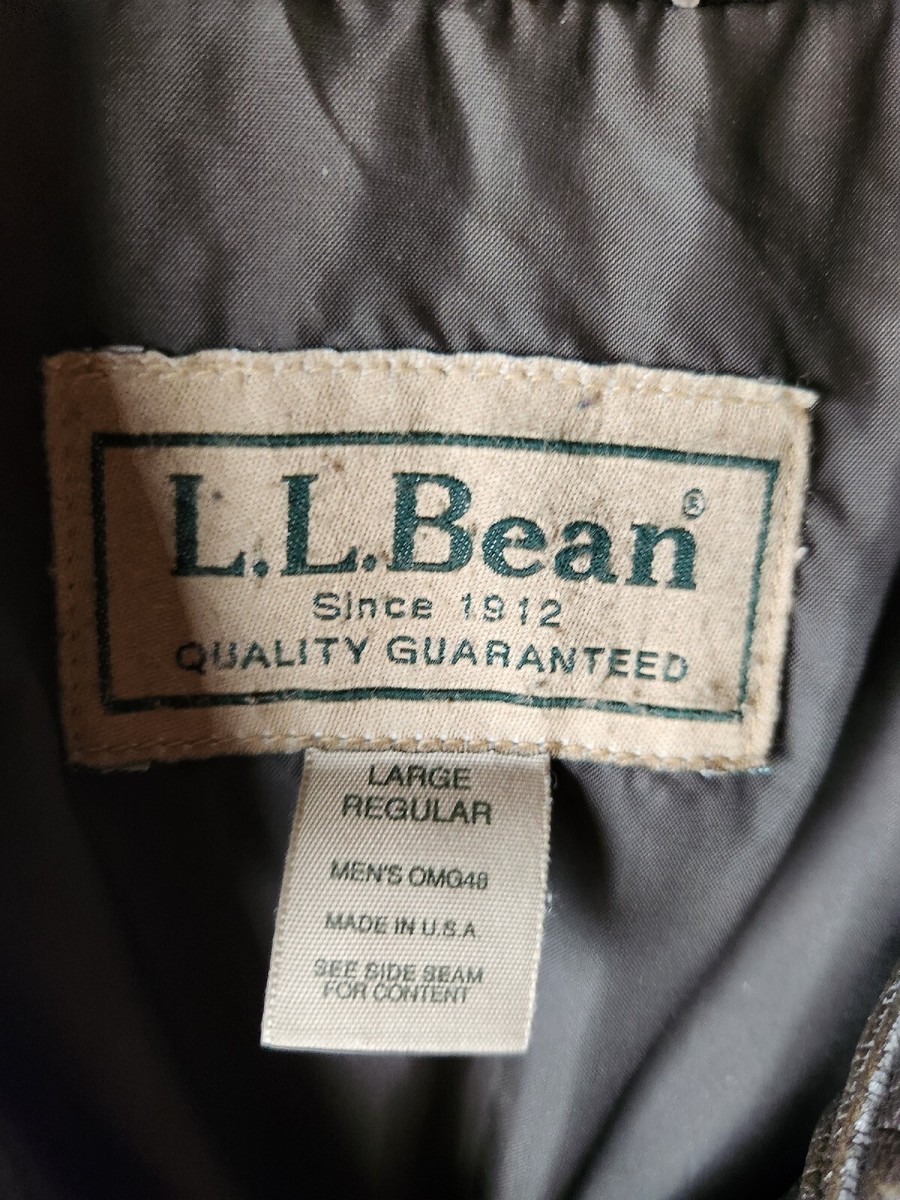 L.L.Bean®
Since 1912
QUALITY GUARANTEED
LARGE
REGULAR
MEN'S OMG48
MADE IN U.S.A.
SEE SIDE SEAM
FOR CONTENT